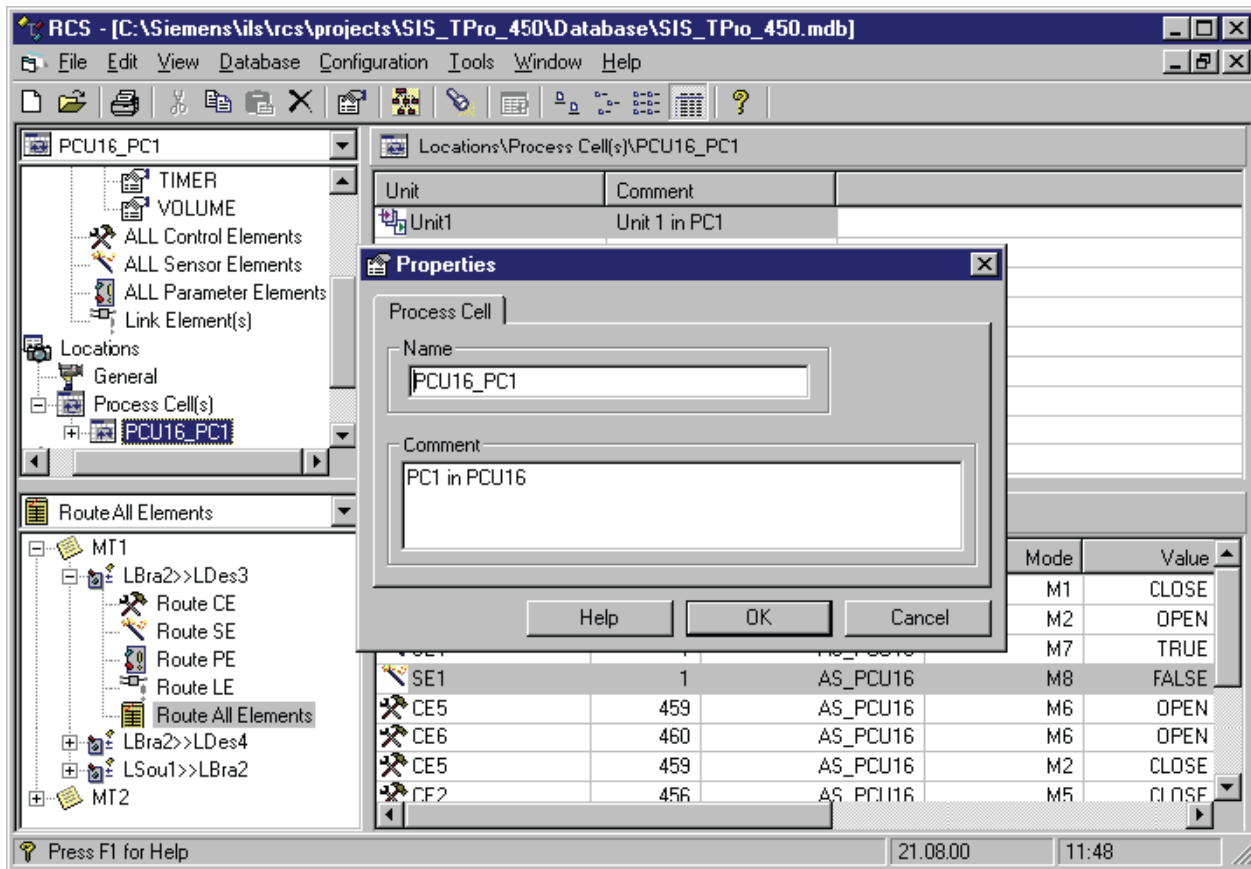 RCS - [C:\Siemens\ils\rcs\projects\SIS_TPro_450\Database\SIS_TPro_450.mdb]
File Edit View Database Configuration Tools Window Help
PCU16_PC1
Locations\Process Cell(s)\PCU16_PC1
TIMER
VOLUME
ALL Control Elements
ALL Sensor Elements
ALL Parameter Elements
Link Element(s)
Locations
General
Process Cell(s)
PCU16_PC1
Unit Comment
Unit1 Unit 1 in PC1
Properties
Process Cell
Name
PCU16_PC1
Comment
PC1 in PCU16
Help OK Cancel
Route All Elements
MT1
LBra2>>LDes3
Route CE
Route SE
Route PE
Route LE
Route All Elements
LBra2>>LDes4
LSou1>>LBra2
MT2
Mode Value
M1 CLOSE
M2 OPEN
M7 TRUE
SE1 1 AS_PCU16 M8 FALSE
CE5 459 AS_PCU16 M6 OPEN
CE6 460 AS_PCU16 M6 OPEN
CE5 459 AS_PCU16 M2 CLOSE
CE2 456 AS_PCU16 M5 CLOSE
Press F1 for Help
21.08.00 11:48